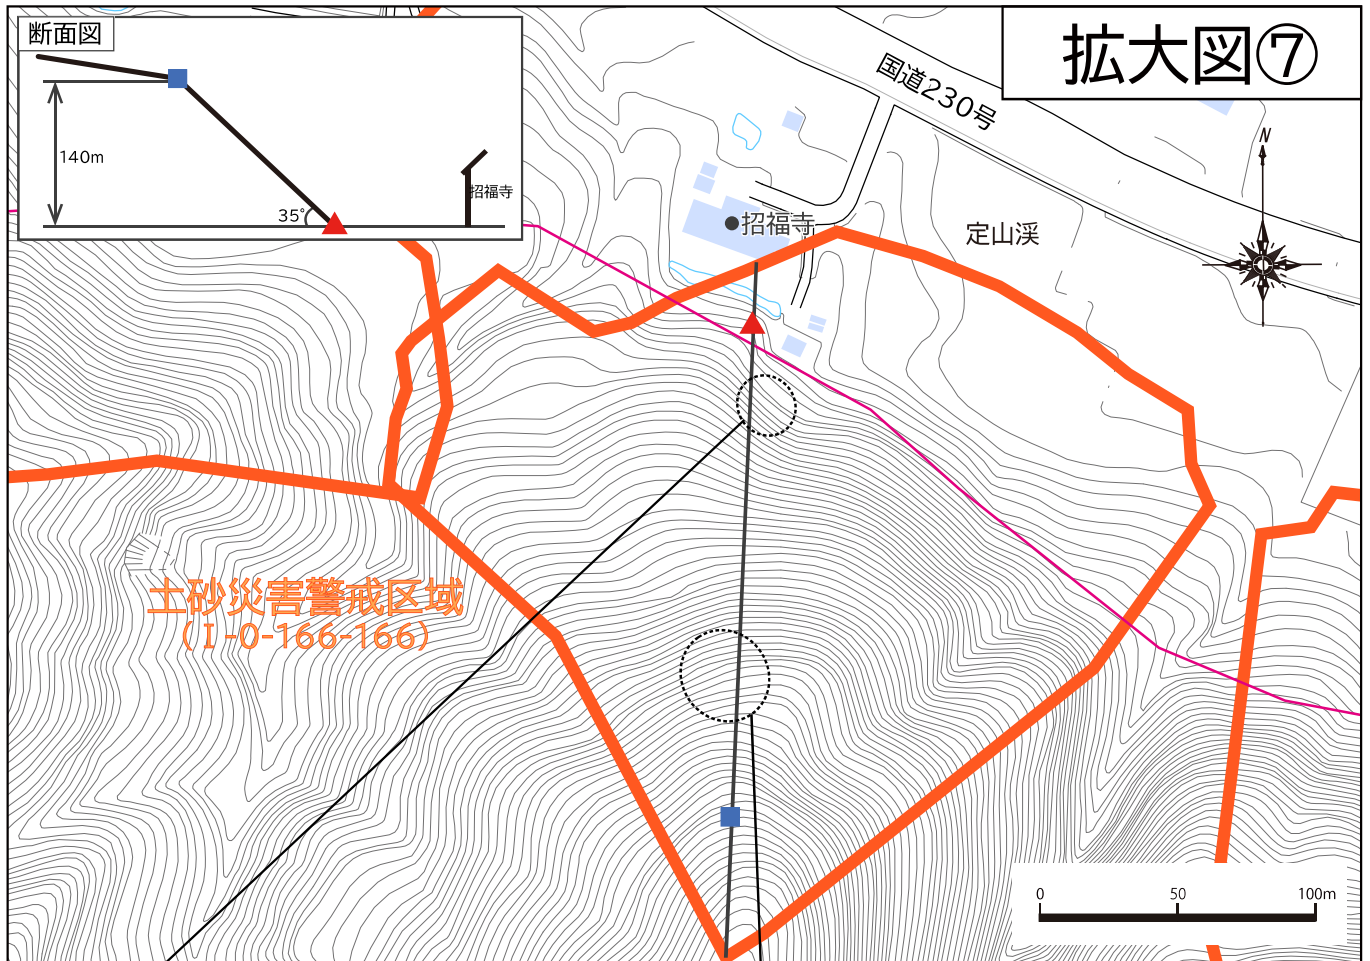 断面図
140m
35°
招福寺
拡大図⑦
国道230号
N
招福寺
定山渓
土砂災害警戒区域
（Ⅰ-0-166-166）
0 50 100m